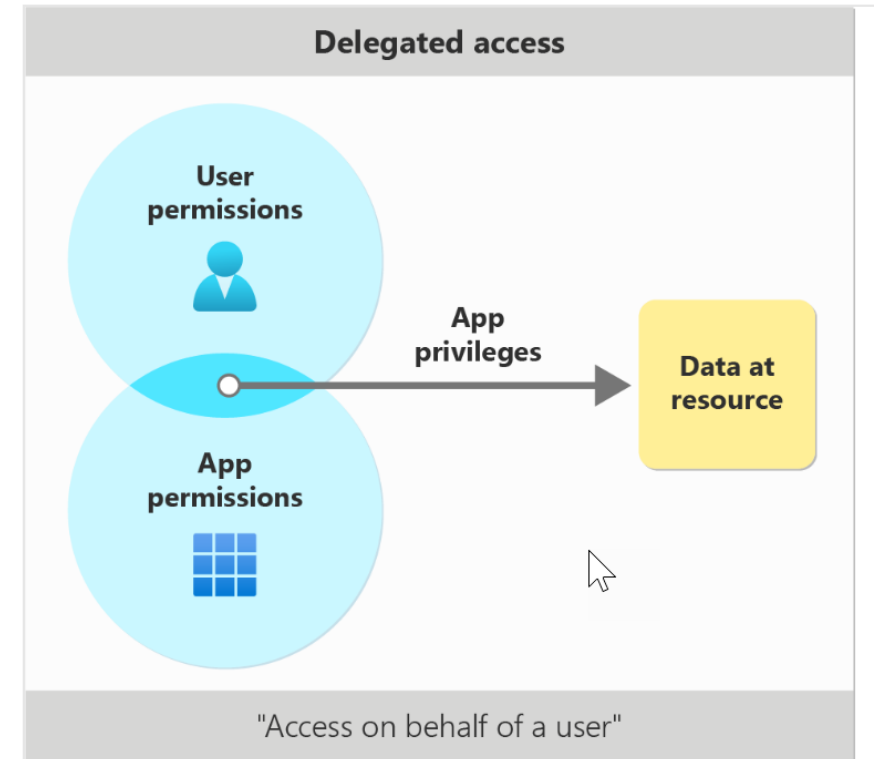 Delegated access
User
permissions
App
privileges
Data at
resource
App
permissions
"Access on behalf of a user"